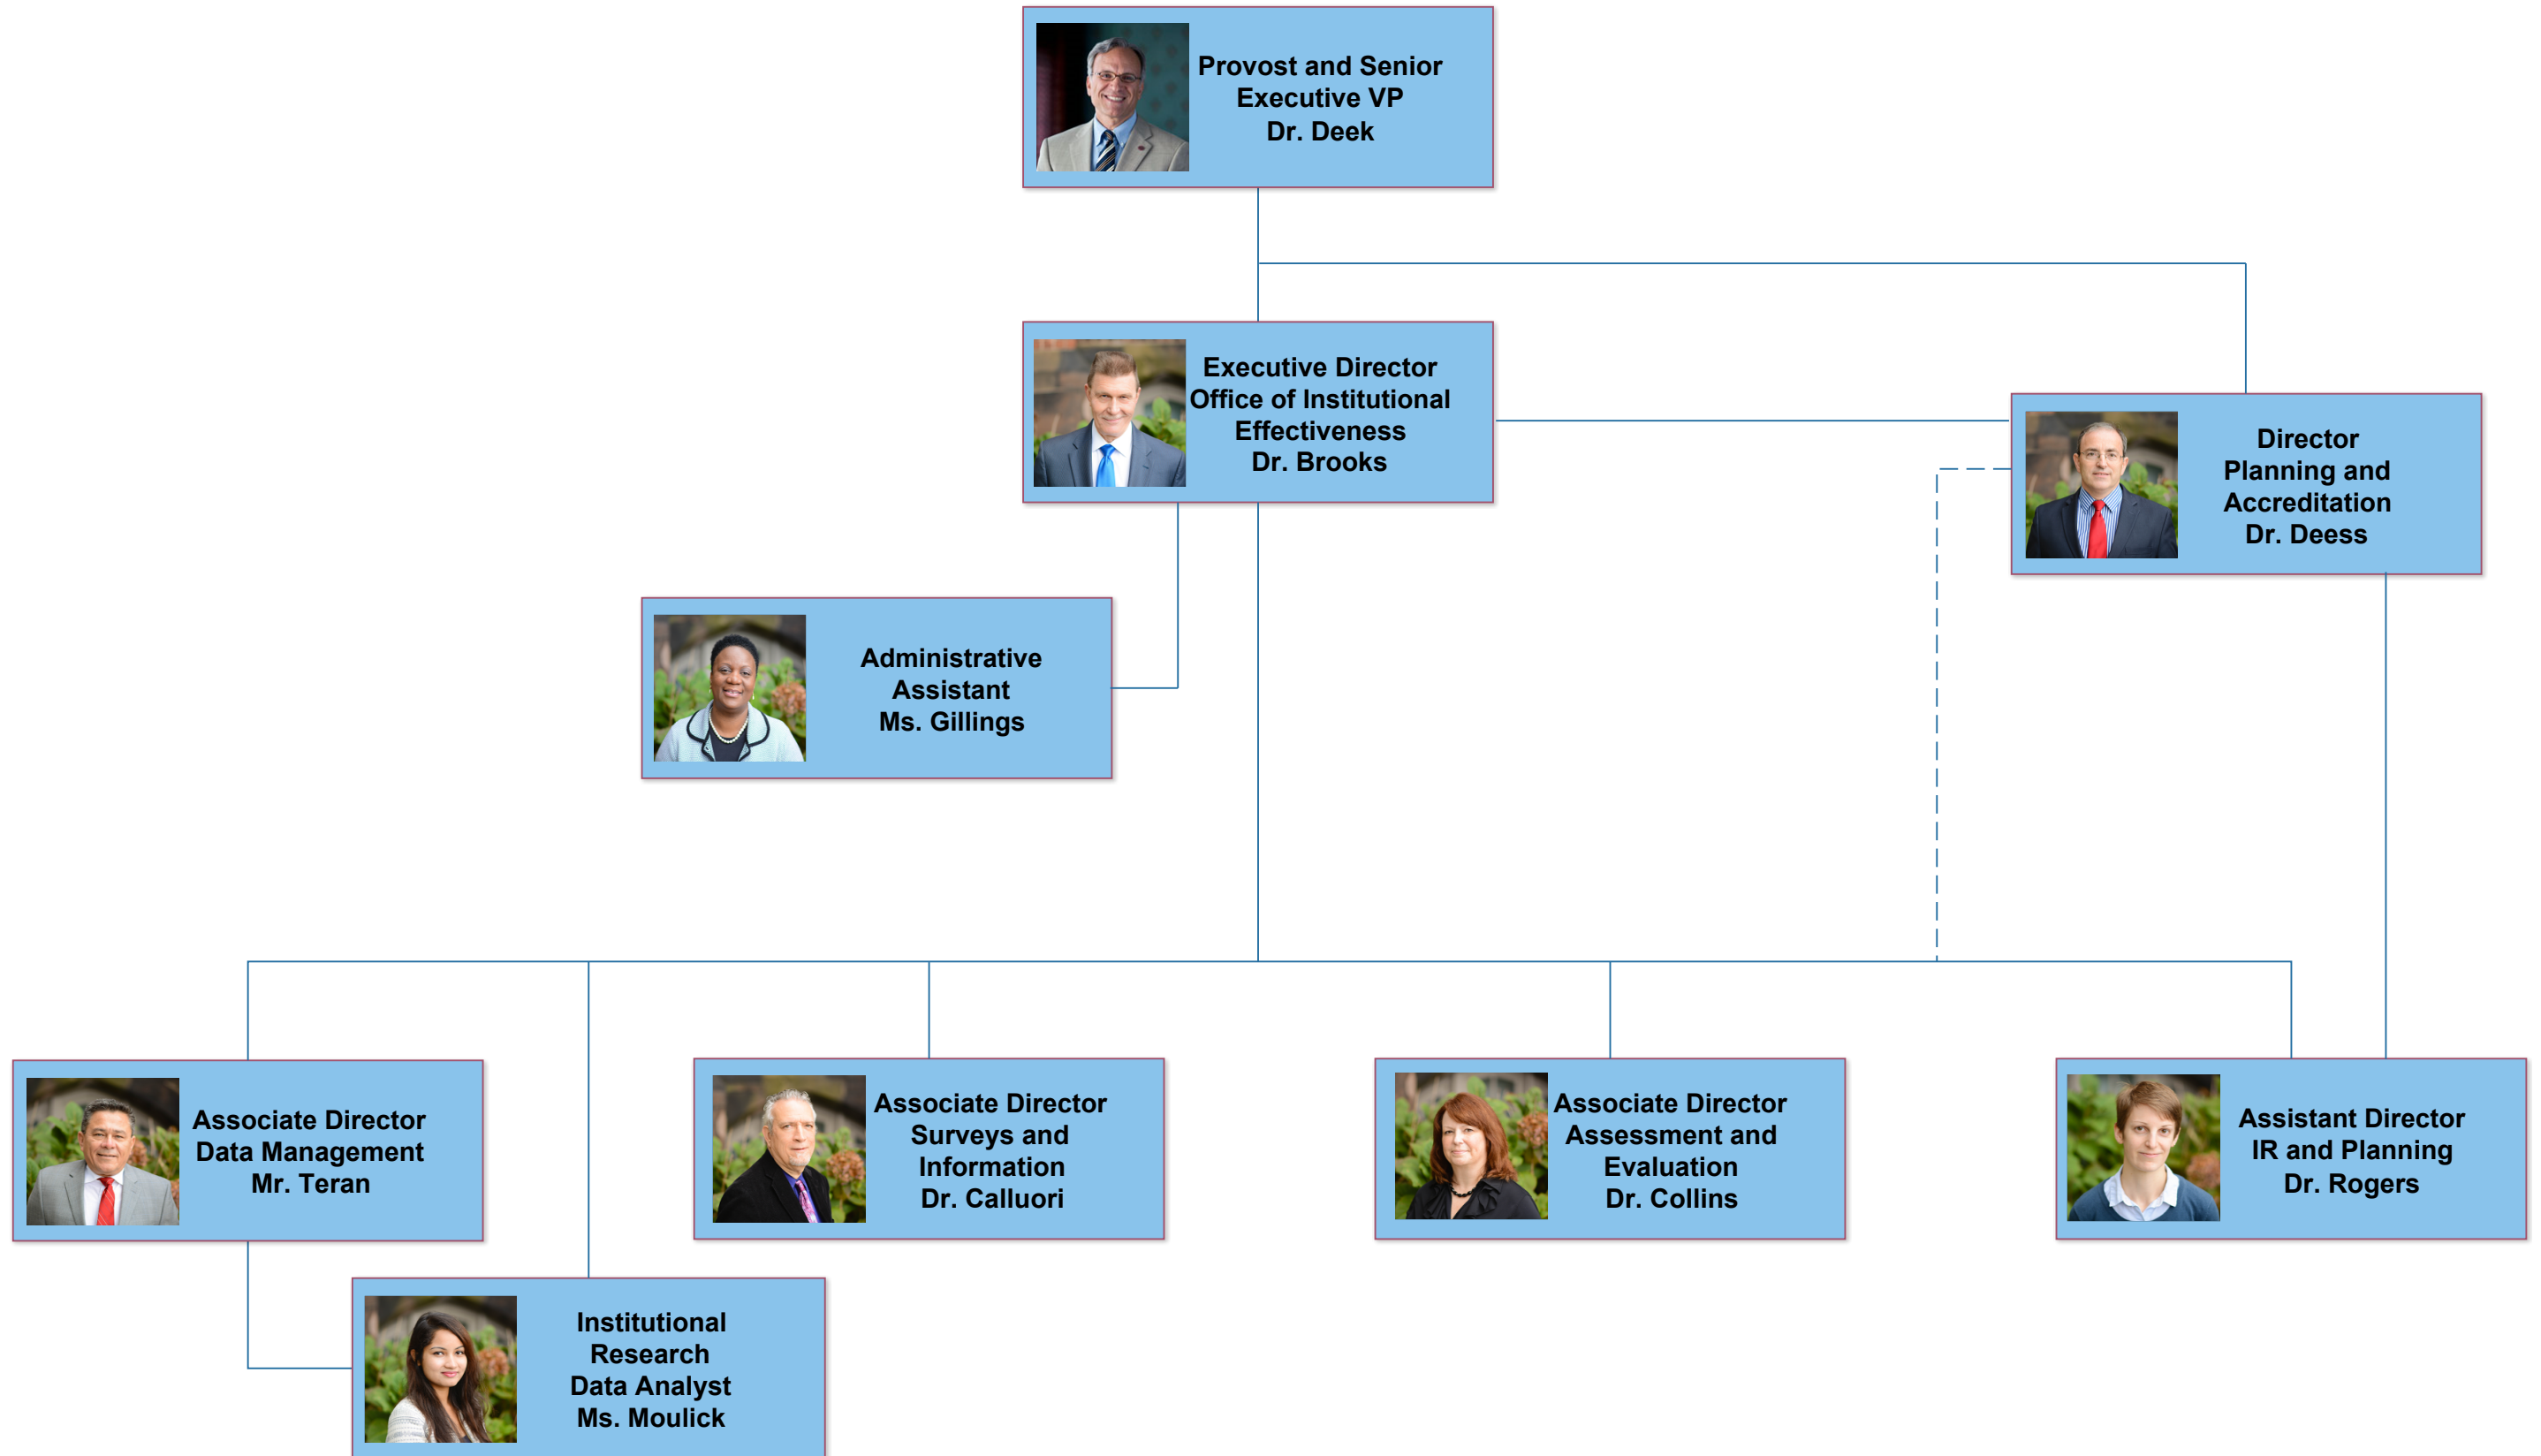 Provost and Senior
Executive VP
Dr. Deek
Executive Director
Office of Institutional
Effectiveness
Dr. Brooks
Director
Planning and
Accreditation
Dr. Deess
Administrative
Assistant
Ms. Gillings
Associate Director
Data Management
Mr. Teran
Associate Director
Surveys and
Information
Dr. Calluori
Associate Director
Assessment and
Evaluation
Dr. Collins
Assistant Director
IR and Planning
Dr. Rogers
Institutional
Research
Data Analyst
Ms. Moulick